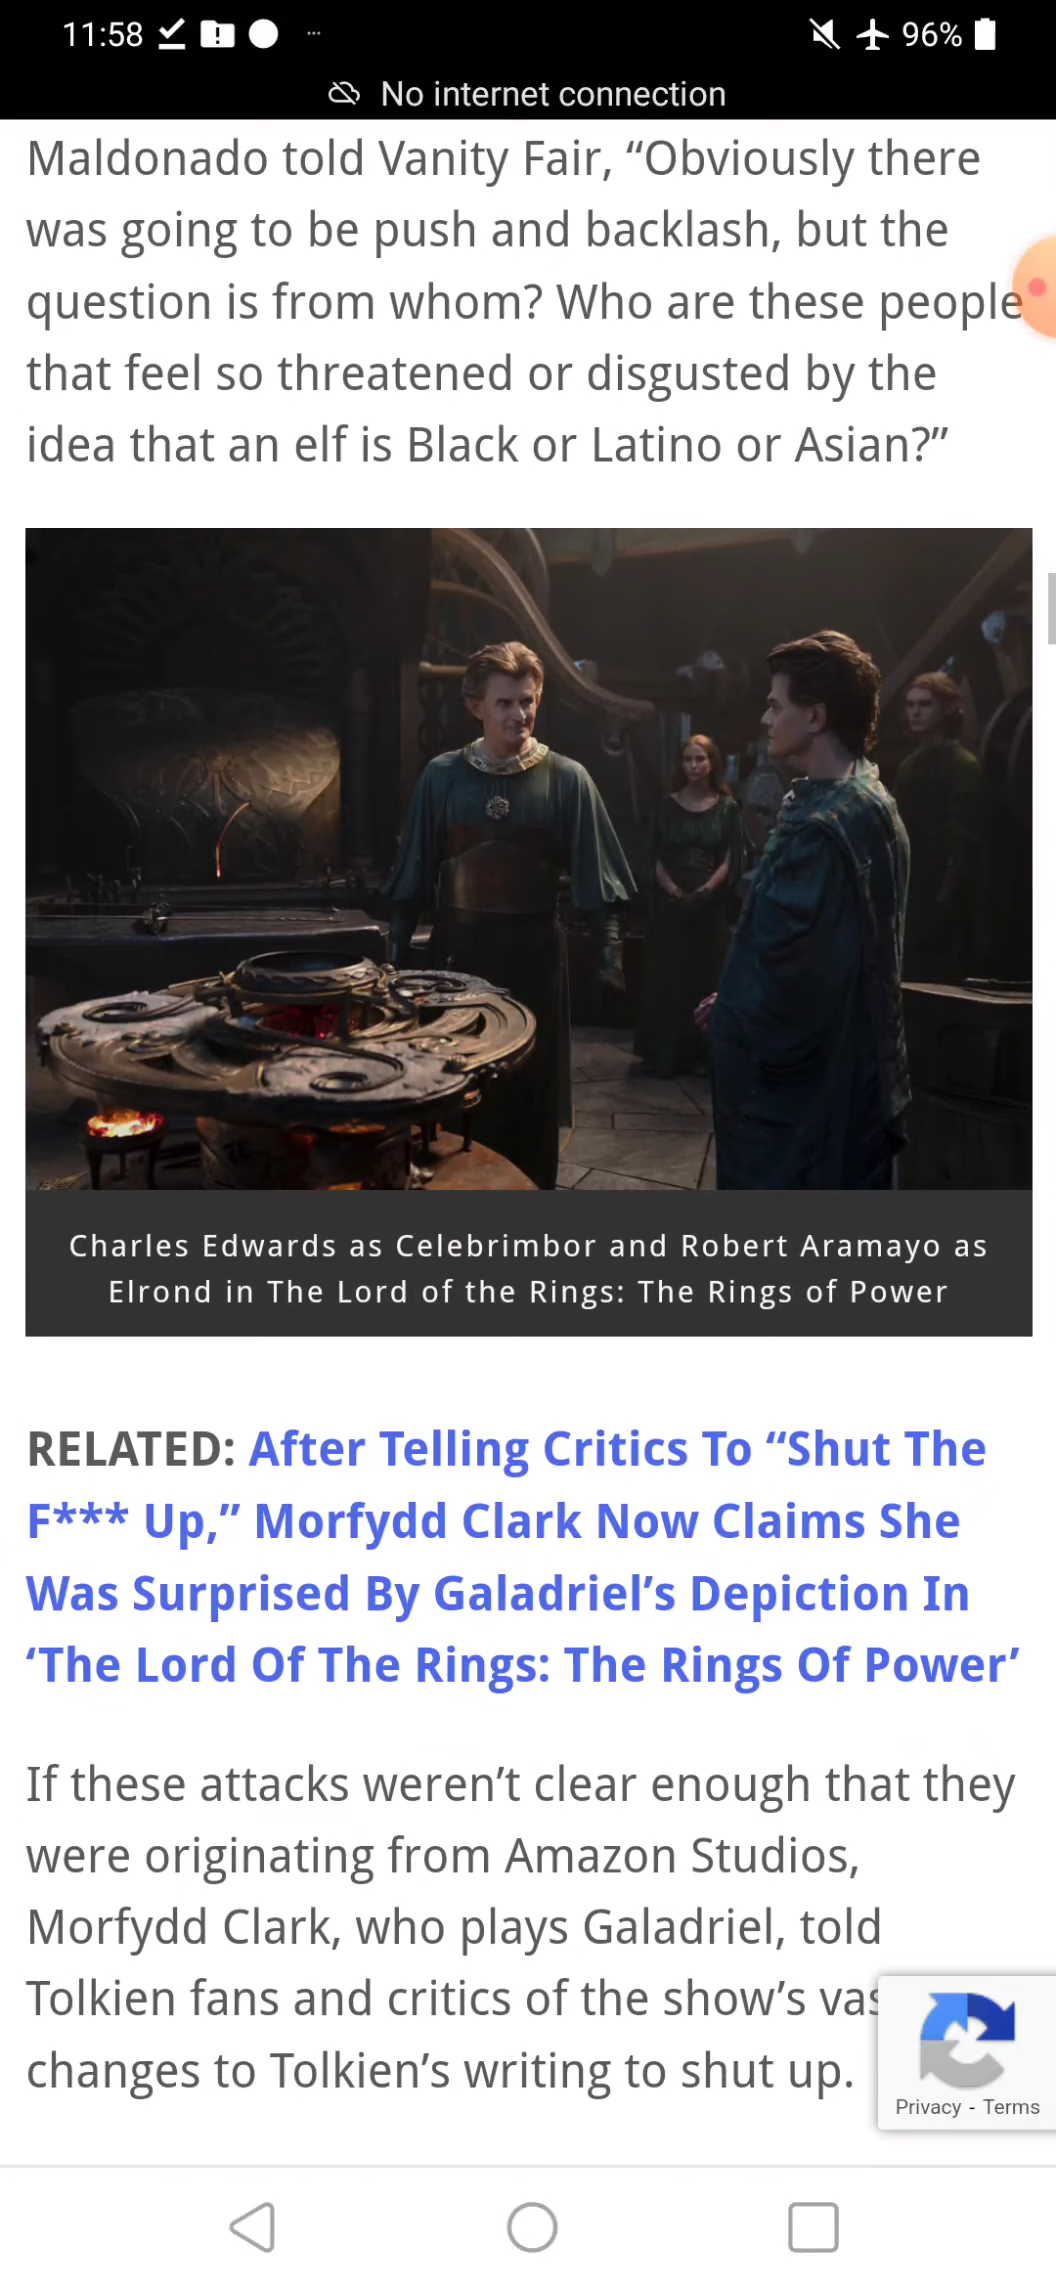 11:58
96%
No internet connection
Maldonado told Vanity Fair, “Obviously there
was going to be push and backlash, but the
question is from whom? Who are these people
that feel so threatened or disgusted by the
idea that an elf is Black or Latino or Asian?”
Charles Edwards as Celebrimbor and Robert Aramayo as
Elrond in The Lord of the Rings: The Rings of Power
RELATED: After Telling Critics To “Shut The
F*** Up,” Morfydd Clark Now Claims She
Was Surprised By Galadriel’s Depiction In
‘The Lord Of The Rings: The Rings Of Power’
If these attacks weren’t clear enough that they
were originating from Amazon Studios,
Morfydd Clark, who plays Galadriel, told
Tolkien fans and critics of the show’s
changes to Tolkien’s writing to shut up.
Privacy - Terms